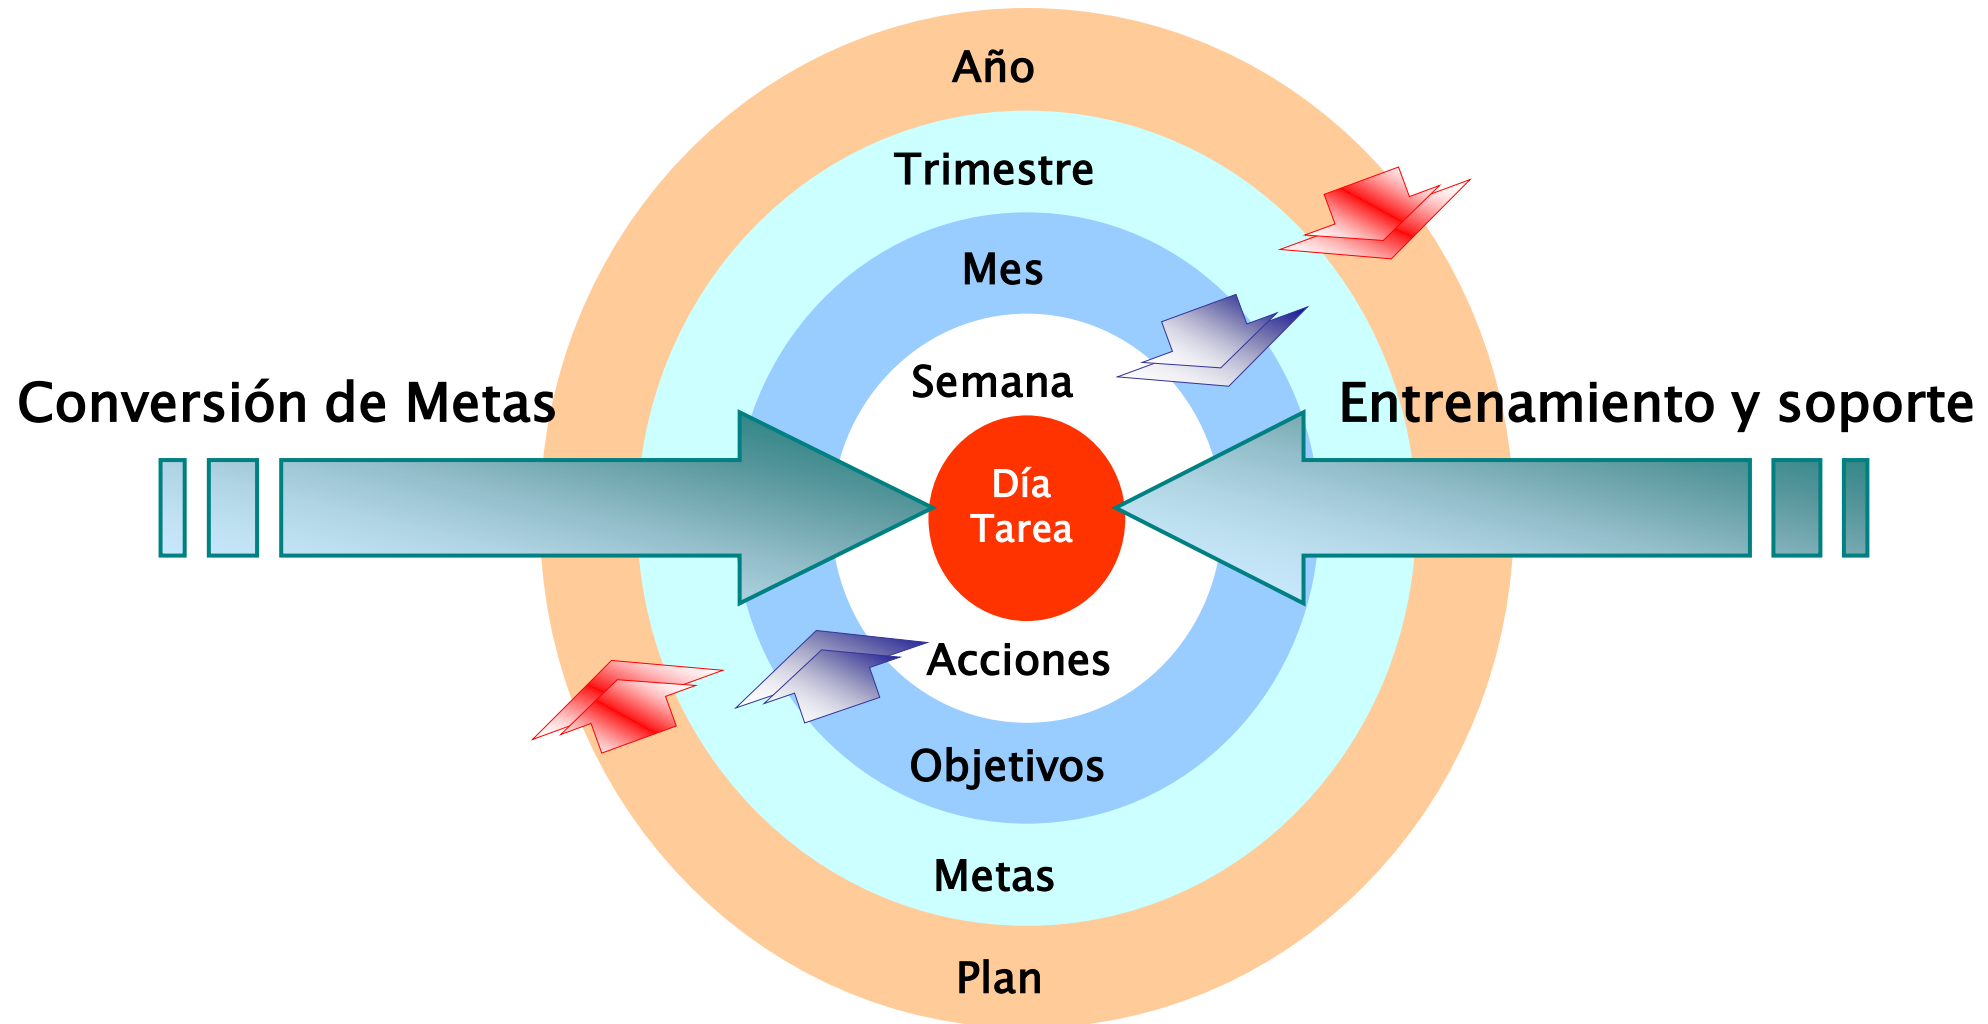 Año
Trimestre
Mes
Semana
Conversión de Metas
Entrenamiento y soporte
Día
Tarea
Acciones
Objetivos
Metas
Plan